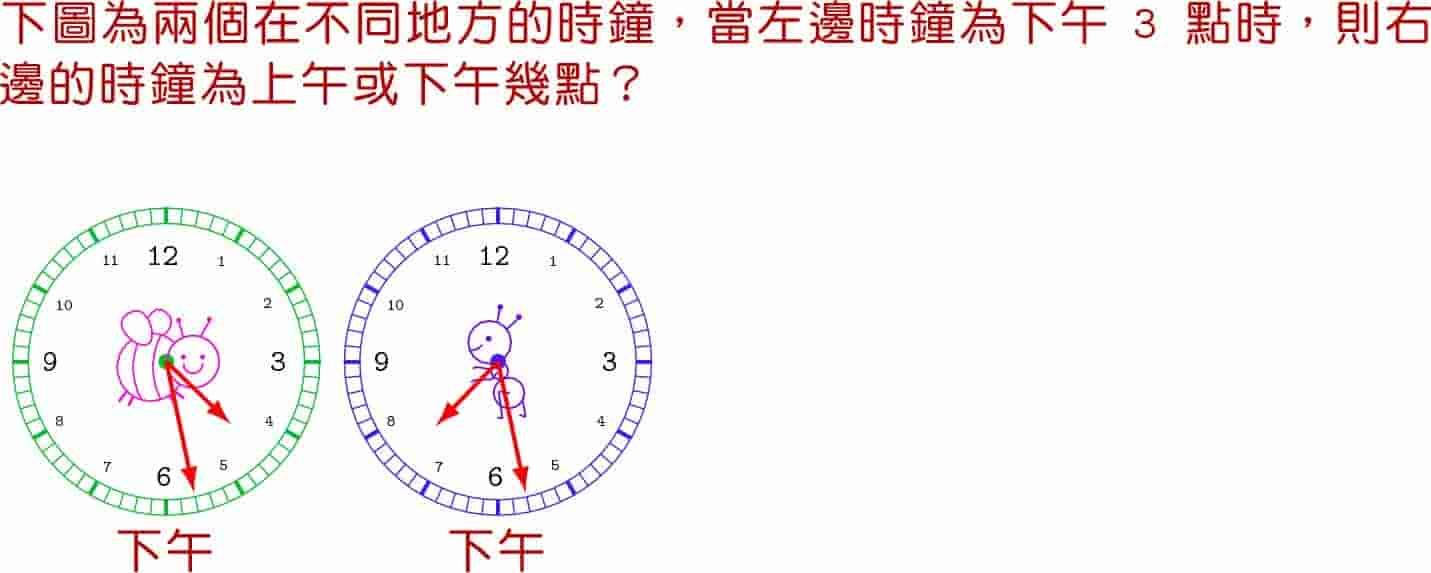 下圖為兩個在不同地方的時鐘，當左邊時鐘為下午 3 點時，則右
邊的時鐘為上午或下午幾點？
12 12
11 1 11 1
10 2 10 2
9 3 9 3
8 4 8 4
7 5 7 5
6 6
下午 下午